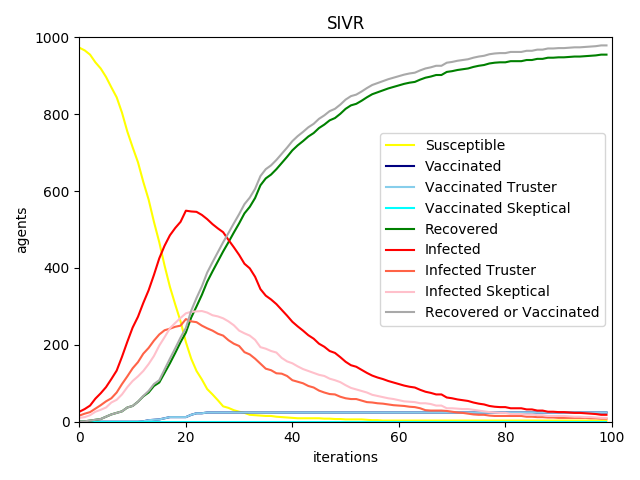 SIVR
1000
800
600
400
200
0
agents
Susceptible
Vaccinated
Vaccinated Truster
Vaccinated Skeptical
Recovered
Infected
Infected Truster
Infected Skeptical
Recovered or Vaccinated
0 20 40 60 80 100
iterations